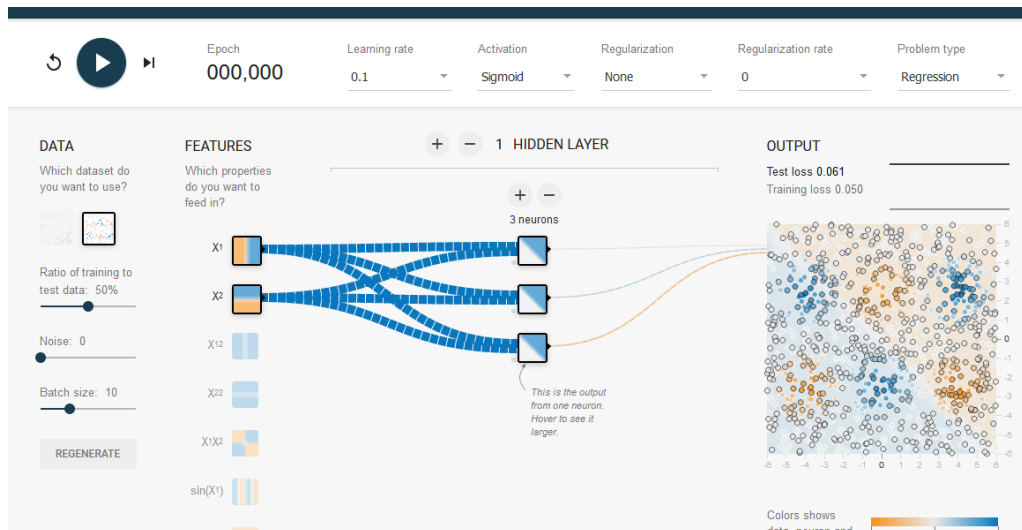 Epoch
000,000
Learning rate
0.1
Activation
Sigmoid
Regularization
None
Regularization rate
0
Problem type
Regression
DATA
Which dataset do
you want to use?
Ratio of training to
test data: 50%
Noise: 0
Batch size: 10
REGENERATE
FEATURES
Which properties
do you want to
feed in?
X1
X2
X12
X22
X1X2
sin(X1)
+ − 1 HIDDEN LAYER
+ −
3 neurons
This is the output
from one neuron.
Hover to see it
larger.
OUTPUT
Test loss 0.061
Training loss 0.050
6
5
4
3
2
1
0
-1
-2
-3
-4
-5
-6
-6 -5 -4 -3 -2 -1 0 1 2 3 4 5 6
Colors shows
data, neuron and